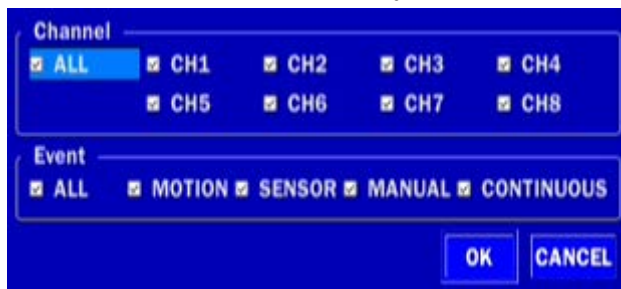 Channel
ALL CH1 CH2 CH3 CH4
CH5 CH6 CH7 CH8
Event
ALL MOTION SENSOR MANUAL CONTINUOUS
OK CANCEL